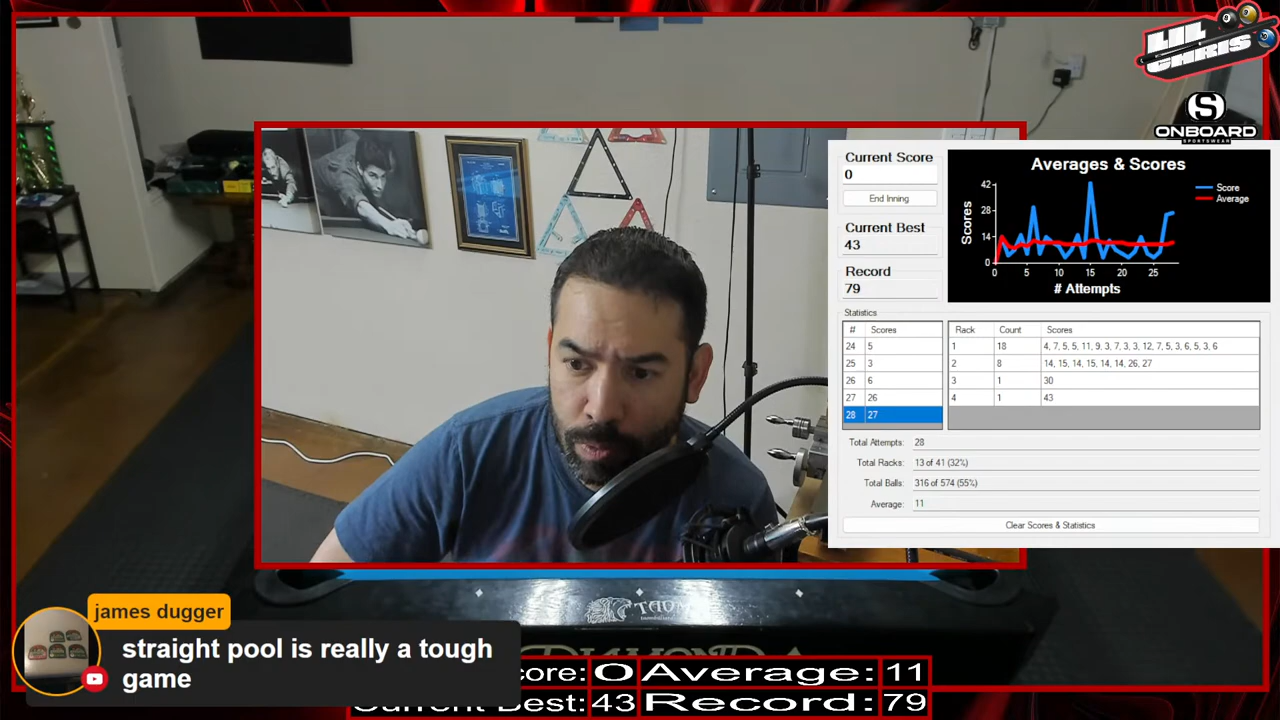 LIL
CHRIS
S
ONBOARD
SPORTSWEAR
Current Score
0
End Inning
Current Best
43
Record
79
Averages & Scores
Scores
42
28
14
0
0 5 10 15 20 25
# Attempts
Score
Average
Statistics
# Scores
24 5
25 3
26 6
27 26
28 27
Rack Count Scores
1 18 4, 7, 5, 5, 11, 9, 3, 7, 3, 3, 12, 7, 5, 3, 6, 5, 3, 6
2 8 14, 15, 14, 15, 14, 14, 26, 27
3 1 30
4 1 43
Total Attempts: 28
Total Racks: 13 of 41 (32%)
Total Balls: 316 of 574 (55%)
Average: 11
Clear Scores & Statistics
james dugger
straight pool is really a tough
game
core: 0 Average: 11
Current Best: 43 Record: 79